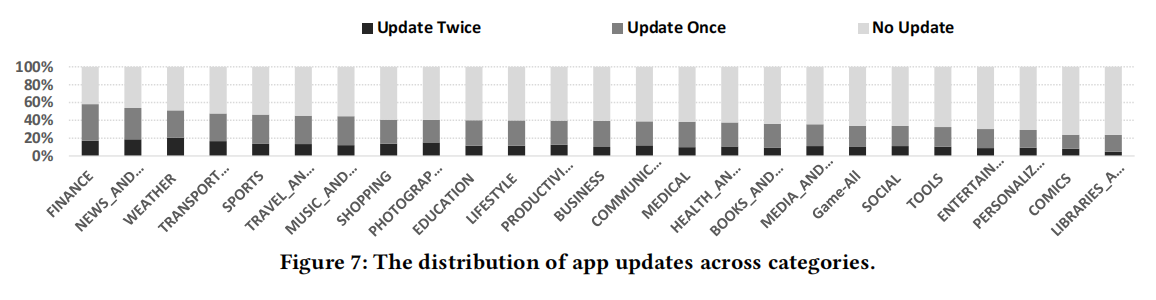 Update Twice Update Once No Update
100%
80%
60%
40%
20%
0%
FINANCE
NEWS_AND...
WEATHER
TRANSPORT...
SPORTS
TRAVEL_AN...
MUSIC_AND...
SHOPPING
PHOTOGRAP...
EDUCATION
LIFESTYLE
PRODUCTIVI...
BUSINESS
COMMUNIC...
MEDICAL
HEALTH_AN...
BOOKS_AND...
MEDIA_AND...
Game-All
SOCIAL
TOOLS
ENTERTAIN...
PERSONALIZ...
COMICS
LIBRARIES_A...
Figure 7: The distribution of app updates across categories.